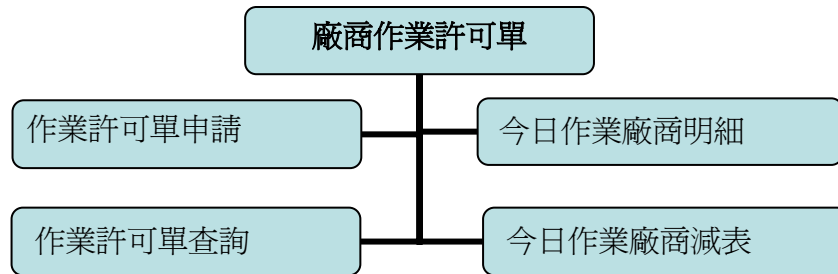 廠商作業許可單
作業許可單申請
今日作業廠商明細
作業許可單查詢
今日作業廠商減表